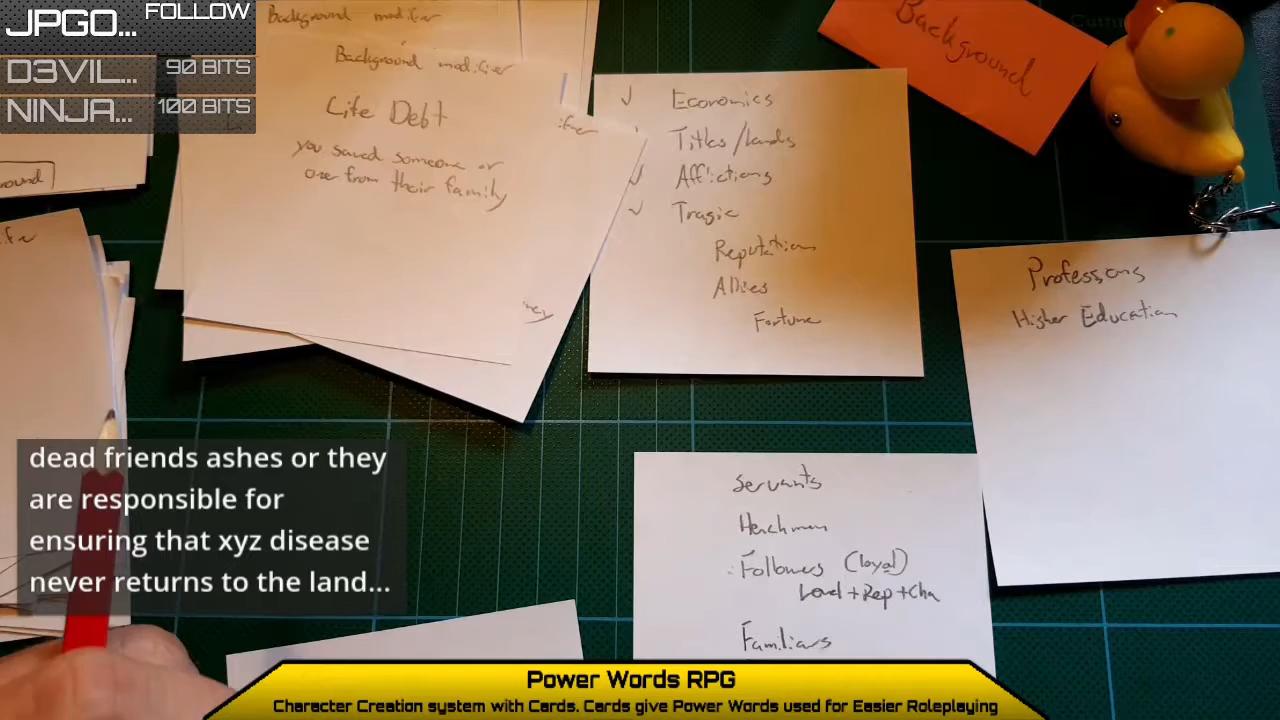 JPGO... FOLLOW
D3VIL... 90 BITS
NINJA... 100 BITS
Background modifier
Background modifier
Life Debt
you saved someone or
one from their family
ound
Economics
Titles/lands
Afflictions
Tragic
Reputation
Allies
Fortune
Background
Professions
Higher Education
Servants
Henchmen
Followers (loyal)
Level+Rep+Cha
Familiars
dead friends ashes or they
are responsible for
ensuring that xyz disease
never returns to the land...
Power Words RPG
Character Creation system with Cards. Cards give Power Words used for Easier Roleplaying